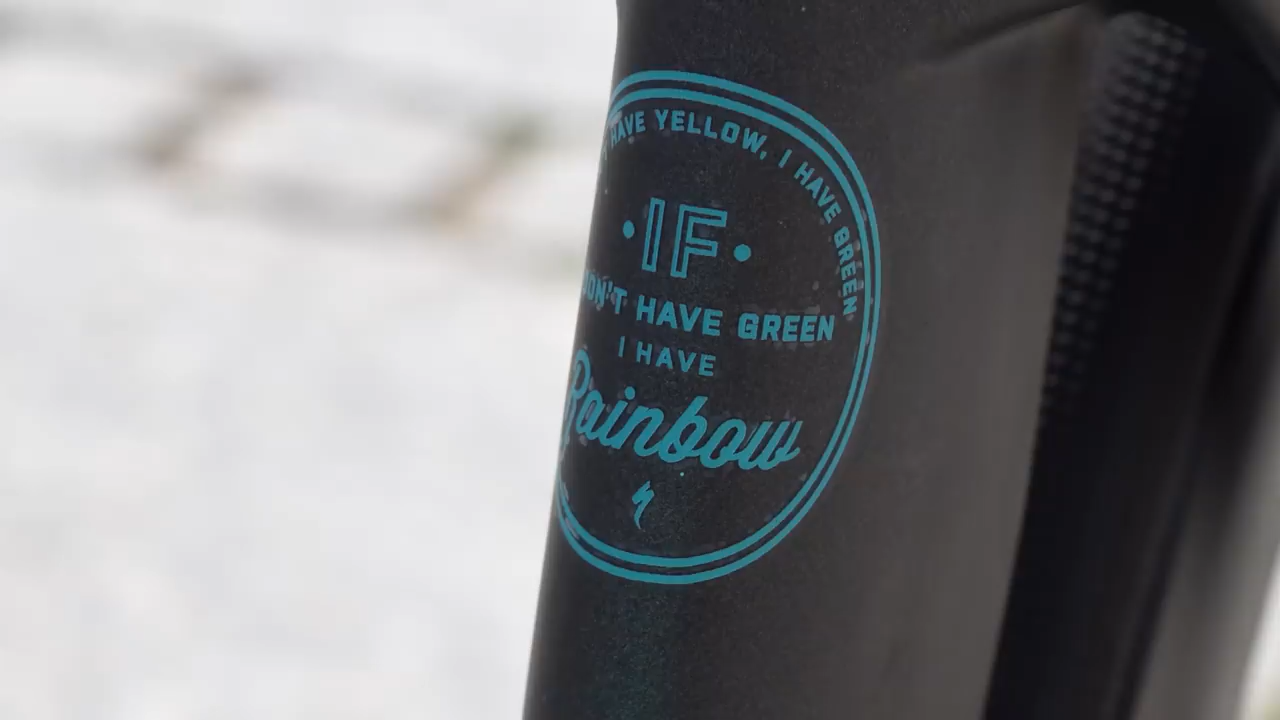 HAVE YELLOW, I HAVE GREEN.
IF
HAVE GREEN
I HAVE
Rainbow